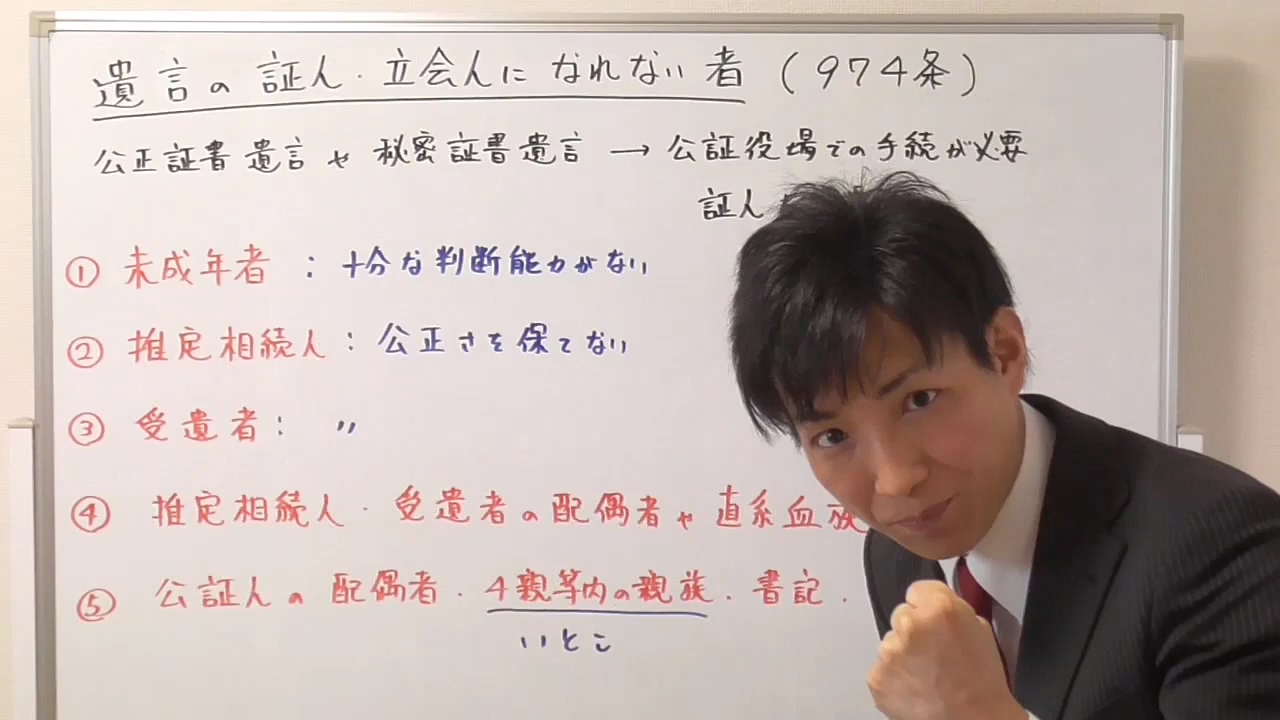 遺言の証人・立会人になれない者(974条)
公正証書遺言や秘密証書遺言→公証役場での手続が必要
証人
①未成年者:十分な判断能力がない
②推定相続人:公正さを保てない
③受遺者:〃
④推定相続人・受遺者の配偶者や直系血族
⑤公証人の配偶者・4親等内の親族・書記・
いとこ